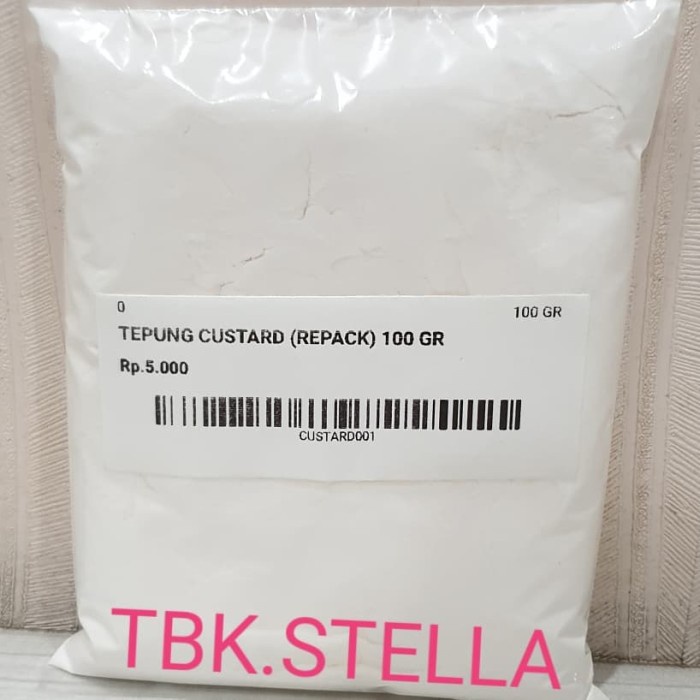 0
100 GR
TEPUNG CUSTARD (REPACK) 100 GR
Rp.5.000
CUSTARD001
TBK.STELLA